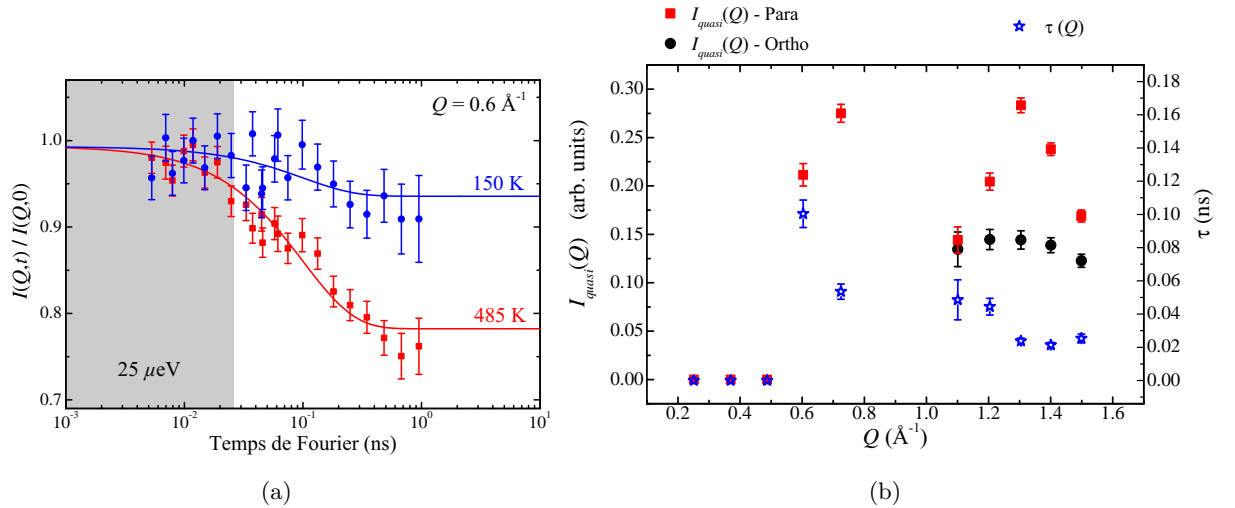 I(Q,t) / I(Q,0)
1.0
0.9
0.8
0.7
Q = 0.6 Å⁻¹
150 K
485 K
25 μeV
10⁻³
10⁻²
10⁻¹
10⁰
10¹
Temps de Fourier (ns)
(a)
I_quasi(Q) - Para
I_quasi(Q) - Ortho
τ (Q)
I_quasi(Q) (arb. units)
0.30
0.25
0.20
0.15
0.10
0.05
0.00
0.18
0.16
0.14
0.12
0.10
0.08
0.06
0.04
0.02
0.00
τ (ns)
0.2 0.4 0.6 0.8 1.0 1.2 1.4 1.6
Q (Å⁻¹)
(b)